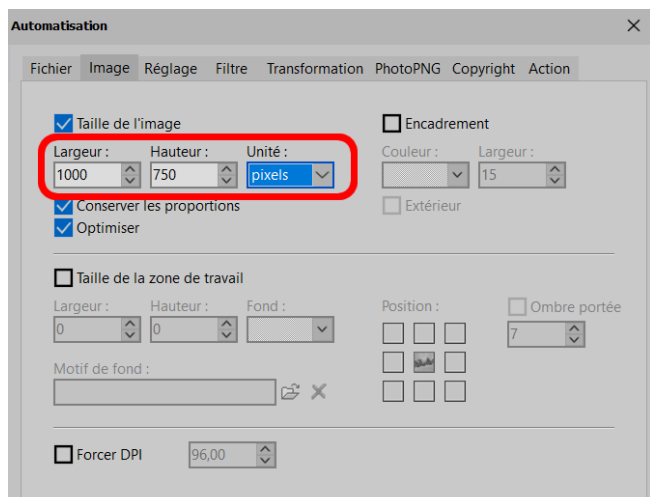 Automatisation
Fichier Image Réglage Filtre Transformation PhotoPNG Copyright Action
Taille de l'image Encadrement
Largeur : Hauteur : Unité : Couleur : Largeur :
1000 750 pixels 15
Conserver les proportions Extérieur
Optimiser
Taille de la zone de travail
Largeur : Hauteur : Fond : Position : Ombre portée
0 0 7
Motif de fond :
Forcer DPI 96,00